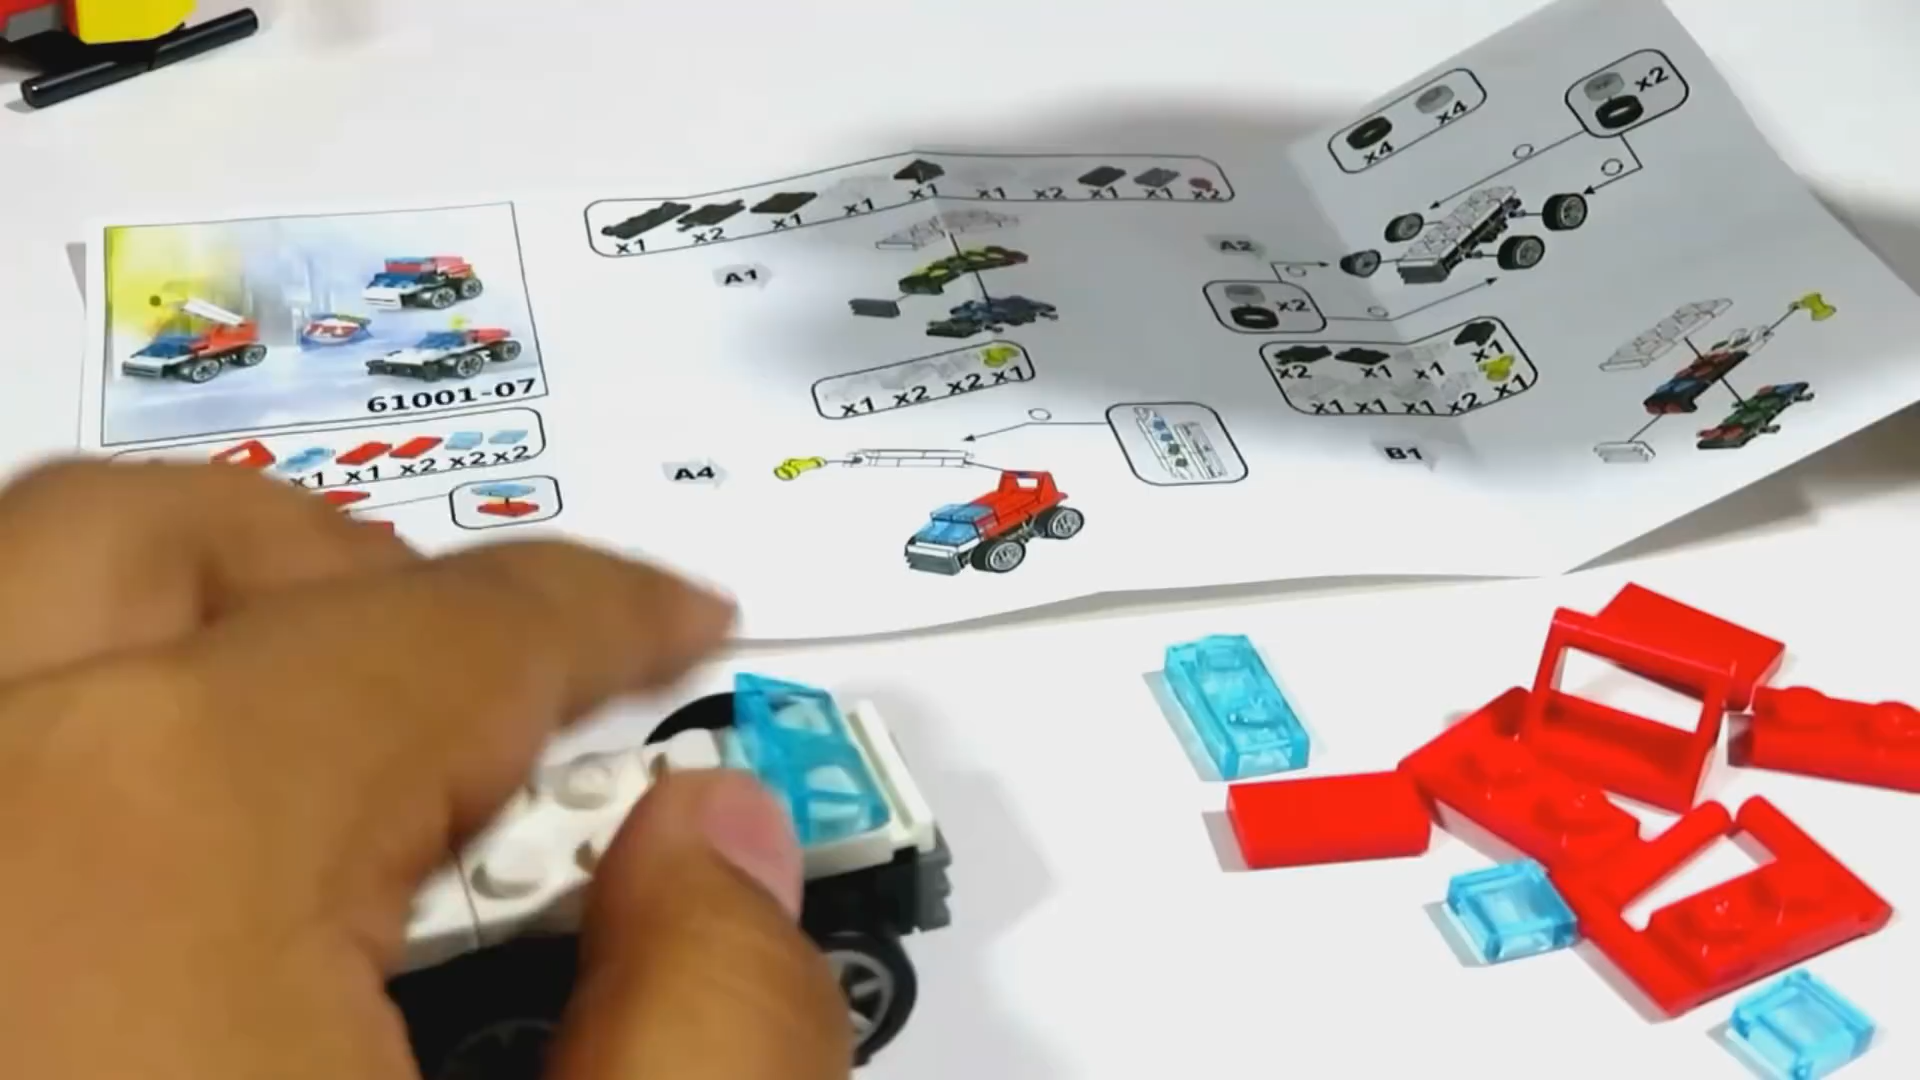 61001-07
x1 x1 x2 x2 x2
x1 x2 x1 x1 x1 x1 x2 x1 x1 x2
A1
x1 x2 x2 x1
A4
x4 x4
x2
A2
x2
x2 x1 x1 x1
x1 x1 x1 x2 x1
B1